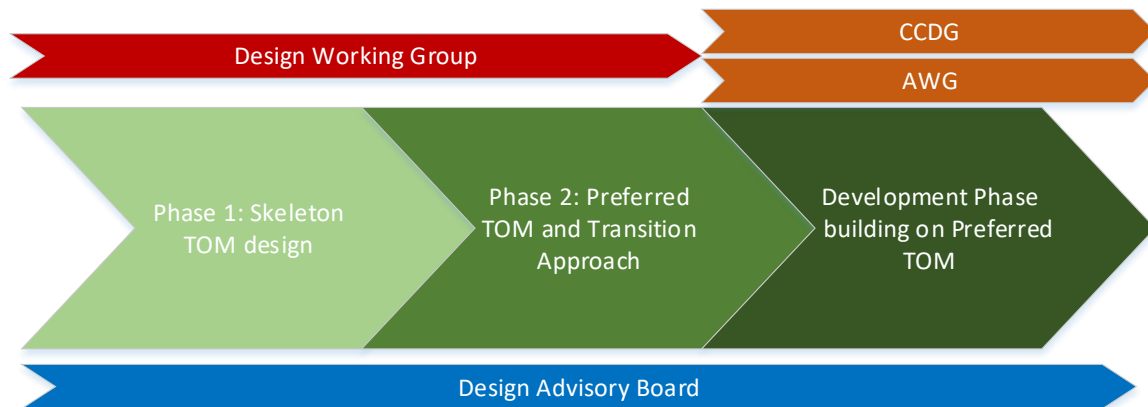 CCDG
Design Working Group
AWG
Phase 1: Skeleton
TOM design
Phase 2: Preferred
TOM and Transition
Approach
Development Phase
building on Preferred
TOM
Design Advisory Board